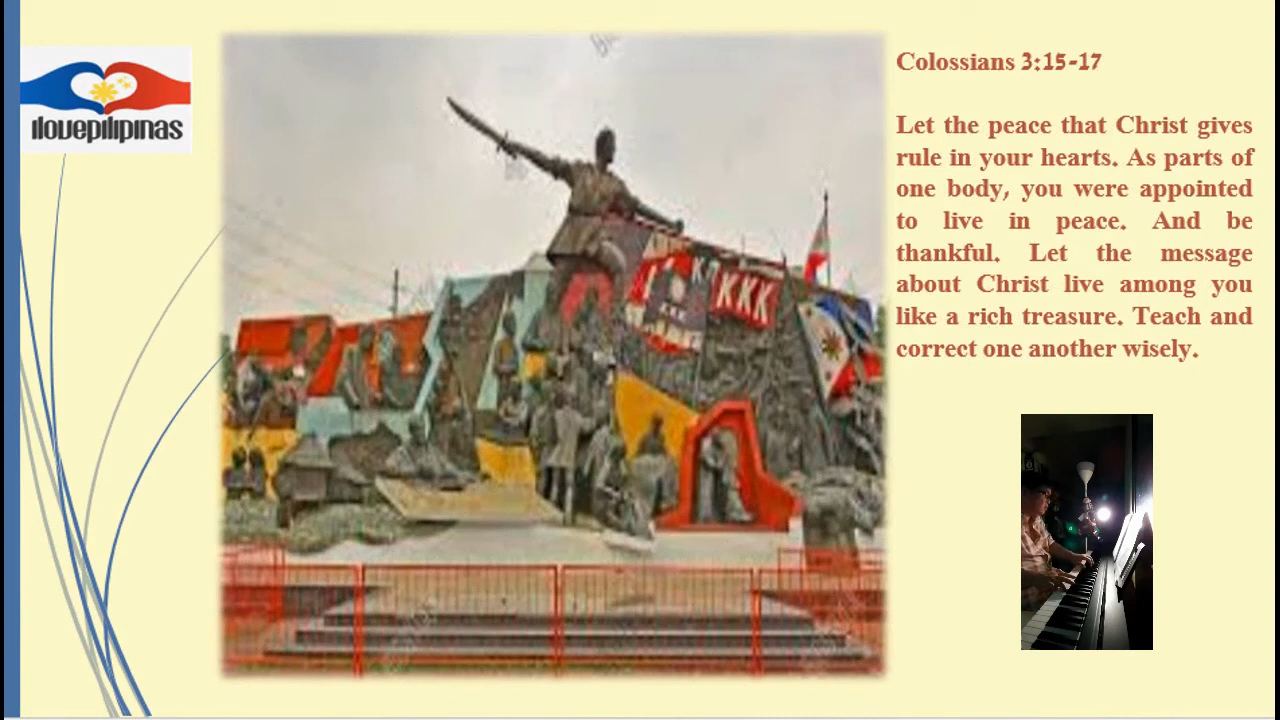 ilovepilipinas
KKK
Colossians 3:15-17
Let the peace that Christ gives
rule in your hearts. As parts of
one body, you were appointed
to live in peace. And be
thankful. Let the message
about Christ live among you
like a rich treasure. Teach and
correct one another wisely.